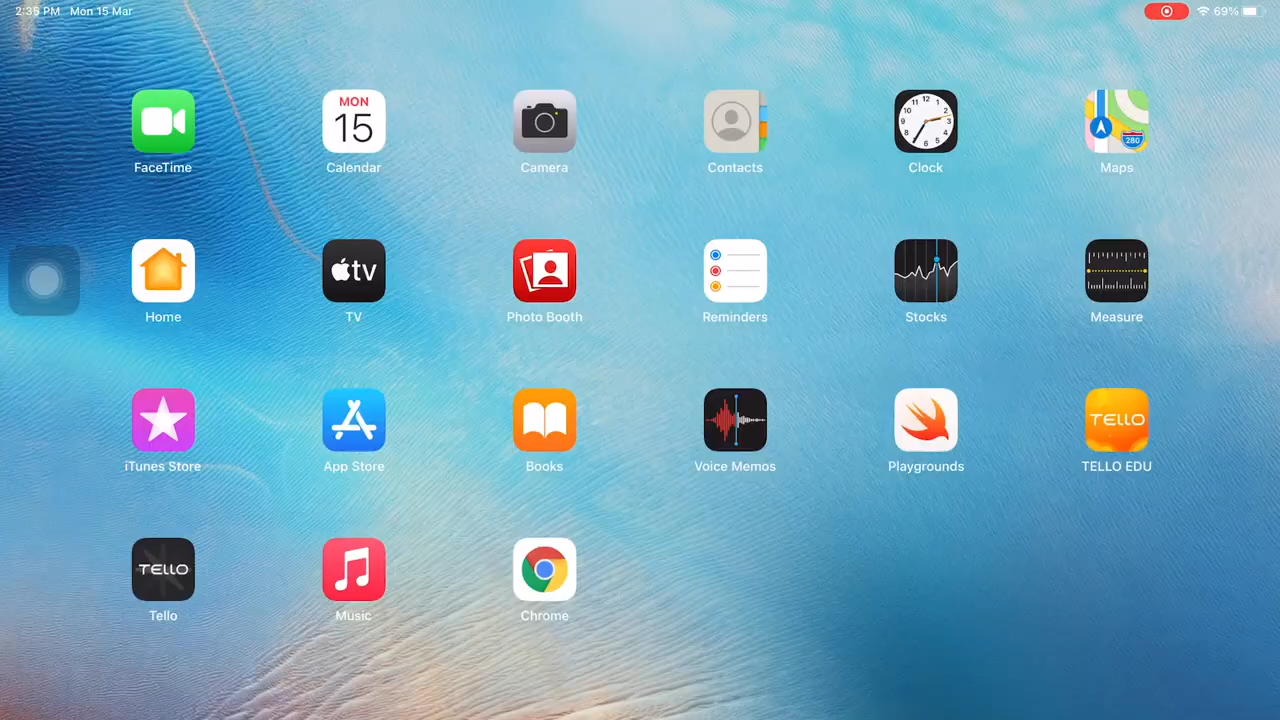 2:35 PM Mon 15 Mar 69%
MON
15
280
FaceTime Calendar Camera Contacts Clock Maps
tv
Home TV Photo Booth Reminders Stocks Measure
TELLO
iTunes Store App Store Books Voice Memos Playgrounds TELLO EDU
TELLO
Tello Music Chrome